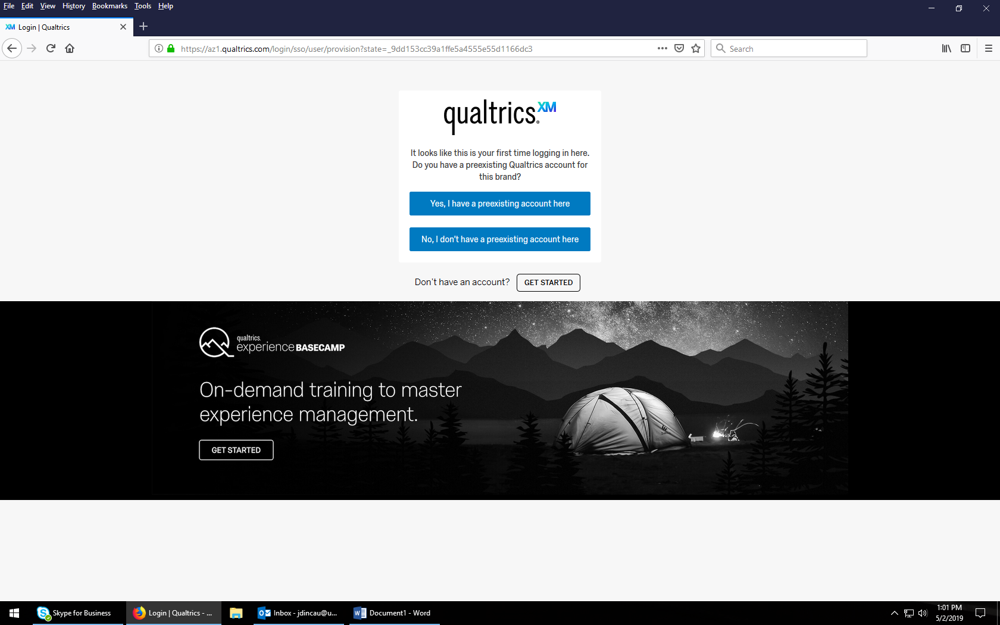 File Edit View History Bookmarks Tools Help
XM Login | Qualtrics
https://az1.qualtrics.com/login/sso/user/provision?state=_9dd153cc39a1ffe5a4555e55d1166dc3
Search
qualtrics.XM
It looks like this is your first time logging in here.
Do you have a preexisting Qualtrics account for
this brand?
Yes, I have a preexisting account here
No, I don't have a preexisting account here
Don't have an account? GET STARTED
qualtrics.
experience BASECAMP
On-demand training to master
experience management.
GET STARTED
Skype for Business
Login | Qualtrics - ...
Inbox - jdincau@u...
Document1 - Word
1:01 PM
5/2/2019